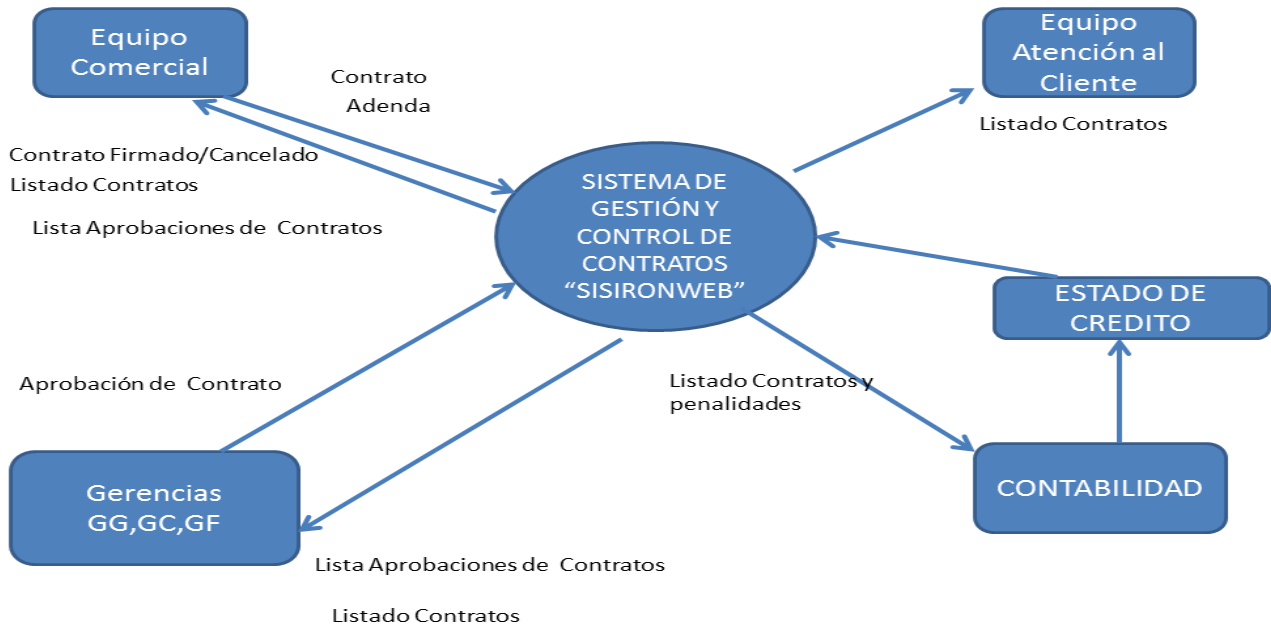 Equipo
Comercial
Equipo
Atención al
Cliente
Contrato
Adenda
Listado Contratos
Contrato Firmado/Cancelado
Listado Contratos
Lista Aprobaciones de Contratos
SISTEMA DE
GESTIÓN Y
CONTROL DE
CONTRATOS
“SISIRONWEB”
ESTADO DE
CREDITO
Aprobación de Contrato
Listado Contratos y
penalidades
Gerencias
GG,GC,GF
CONTABILIDAD
Lista Aprobaciones de Contratos
Listado Contratos